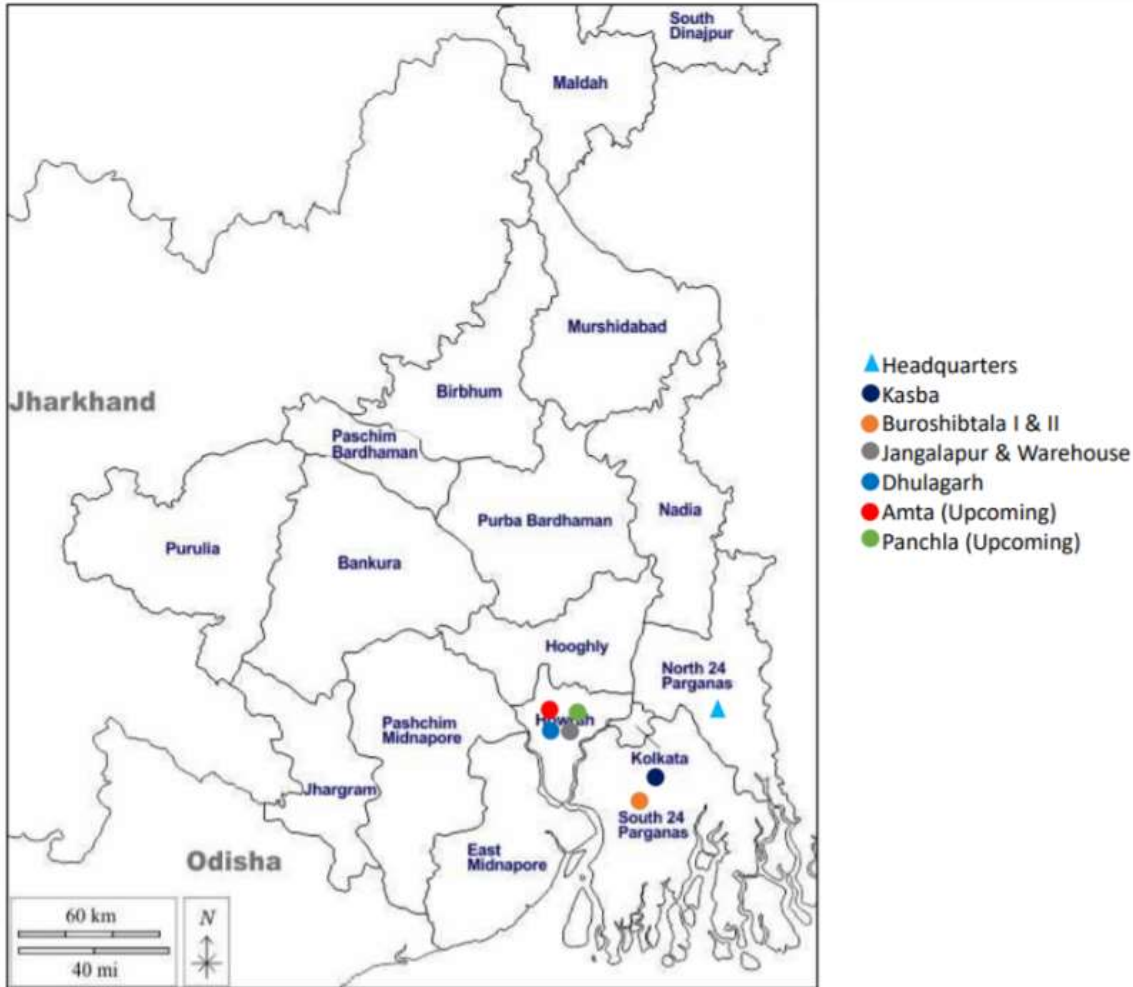 South
Dinajpur
Maldah
Murshidabad
Jharkhand
Birbhum
Paschim
Bardhaman
Purba Bardhaman
Nadia
Purulia
Bankura
Hooghly
North 24
Parganas
Howrah
Pashchim
Midnapore
Kolkata
Jhargram
South 24
Parganas
East
Midnapore
Odisha
60 km
40 mi
N
Headquarters
Kasba
Buroshibtala I & II
Jangalapur & Warehouse
Dhulagarh
Amta (Upcoming)
Panchla (Upcoming)